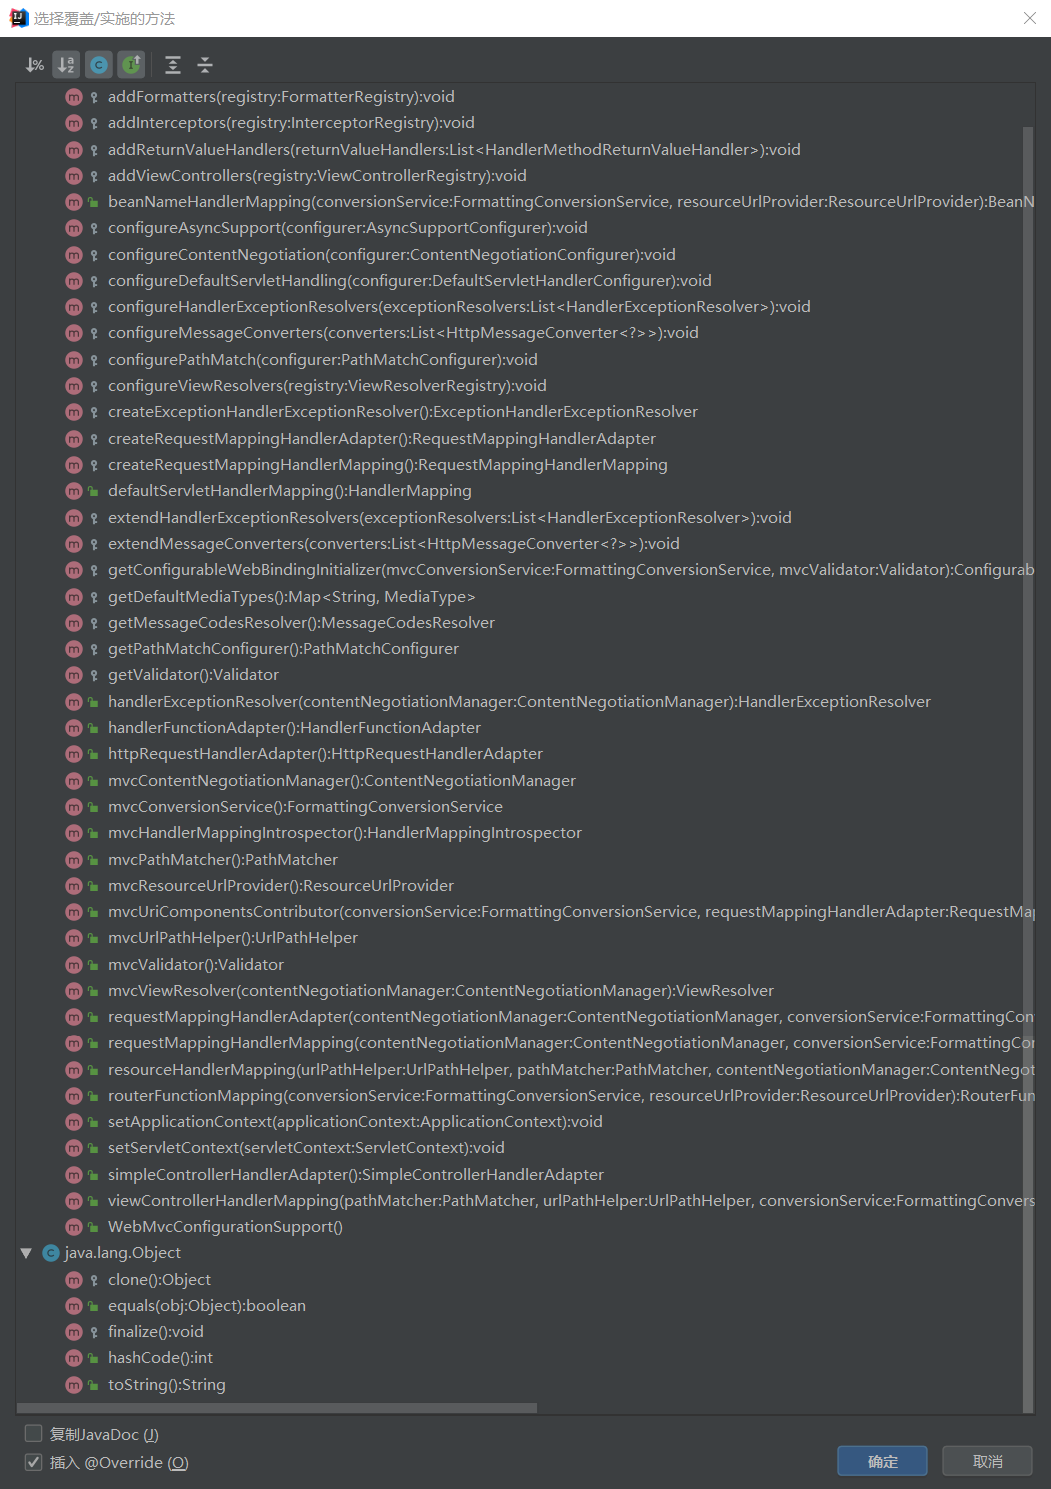 选择覆盖/实施的方法
addFormatters(registry:FormatterRegistry):void
addInterceptors(registry:InterceptorRegistry):void
addReturnValueHandlers(returnValueHandlers:List<HandlerMethodReturnValueHandler>):void
addViewControllers(registry:ViewControllerRegistry):void
beanNameHandlerMapping(conversionService:FormattingConversionService, resourceUrlProvider:ResourceUrlProvider):BeanN
configureAsyncSupport(configurer:AsyncSupportConfigurer):void
configureContentNegotiation(configurer:ContentNegotiationConfigurer):void
configureDefaultServletHandling(configurer:DefaultServletHandlerConfigurer):void
configureHandlerExceptionResolvers(exceptionResolvers:List<HandlerExceptionResolver>):void
configureMessageConverters(converters:List<HttpMessageConverter<?>>):void
configurePathMatch(configurer:PathMatchConfigurer):void
configureViewResolvers(registry:ViewResolverRegistry):void
createExceptionHandlerExceptionResolver():ExceptionHandlerExceptionResolver
createRequestMappingHandlerAdapter():RequestMappingHandlerAdapter
createRequestMappingHandlerMapping():RequestMappingHandlerMapping
defaultServletHandlerMapping():HandlerMapping
extendHandlerExceptionResolvers(exceptionResolvers:List<HandlerExceptionResolver>):void
extendMessageConverters(converters:List<HttpMessageConverter<?>>):void
getConfigurableWebBindingInitializer(mvcConversionService:FormattingConversionService, mvcValidator:Validator):Configurab
getDefaultMediaTypes():Map<String, MediaType>
getMessageCodesResolver():MessageCodesResolver
getPathMatchConfigurer():PathMatchConfigurer
getValidator():Validator
handlerExceptionResolver(contentNegotiationManager:ContentNegotiationManager):HandlerExceptionResolver
handlerFunctionAdapter():HandlerFunctionAdapter
httpRequestHandlerAdapter():HttpRequestHandlerAdapter
mvcContentNegotiationManager():ContentNegotiationManager
mvcConversionService():FormattingConversionService
mvcHandlerMappingIntrospector():HandlerMappingIntrospector
mvcPathMatcher():PathMatcher
mvcResourceUrlProvider():ResourceUrlProvider
mvcUriComponentsContributor(conversionService:FormattingConversionService, requestMappingHandlerAdapter:RequestMap
mvcUrlPathHelper():UrlPathHelper
mvcValidator():Validator
mvcViewResolver(contentNegotiationManager:ContentNegotiationManager):ViewResolver
requestMappingHandlerAdapter(contentNegotiationManager:ContentNegotiationManager, conversionService:FormattingCon
requestMappingHandlerMapping(contentNegotiationManager:ContentNegotiationManager, conversionService:FormattingCon
resourceHandlerMapping(urlPathHelper:UrlPathHelper, pathMatcher:PathMatcher, contentNegotiationManager:ContentNegot
routerFunctionMapping(conversionService:FormattingConversionService, resourceUrlProvider:ResourceUrlProvider):RouterFun
setApplicationContext(applicationContext:ApplicationContext):void
setServletContext(servletContext:ServletContext):void
simpleControllerHandlerAdapter():SimpleControllerHandlerAdapter
viewControllerHandlerMapping(pathMatcher:PathMatcher, urlPathHelper:UrlPathHelper, conversionService:FormattingConvers
WebMvcConfigurationSupport()
java.lang.Object
clone():Object
equals(obj:Object):boolean
finalize():void
hashCode():int
toString():String
复制JavaDoc (J)
插入 @Override (O)
确定
取消